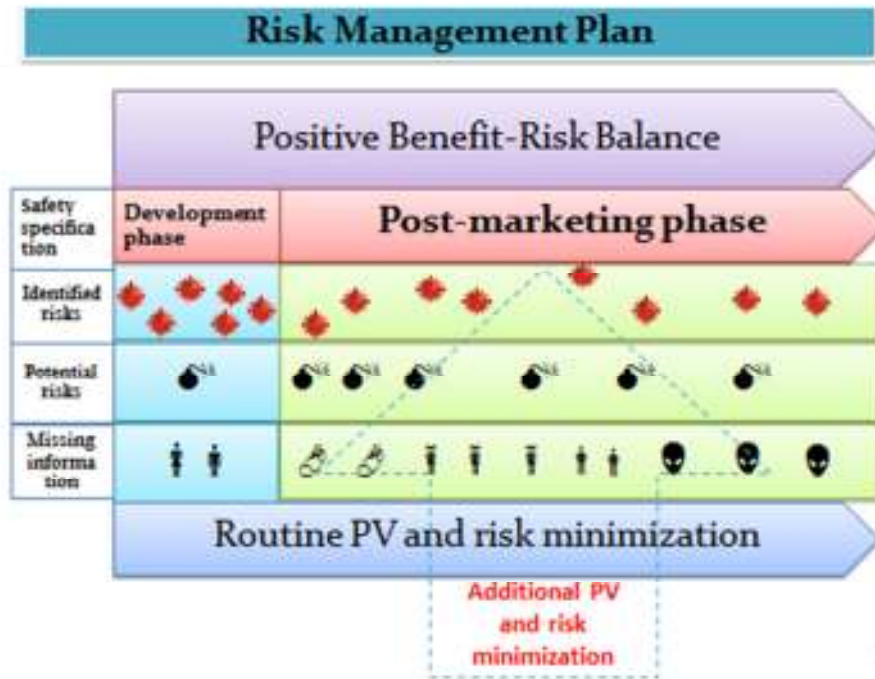 Risk Management Plan
Positive Benefit-Risk Balance
Safety
specifica
tion
Development
phase
Post-marketing phase
Identified
risks
Potential
risks
Missing
informa
tion
Routine PV and risk minimization
Additional PV
and risk
minimization